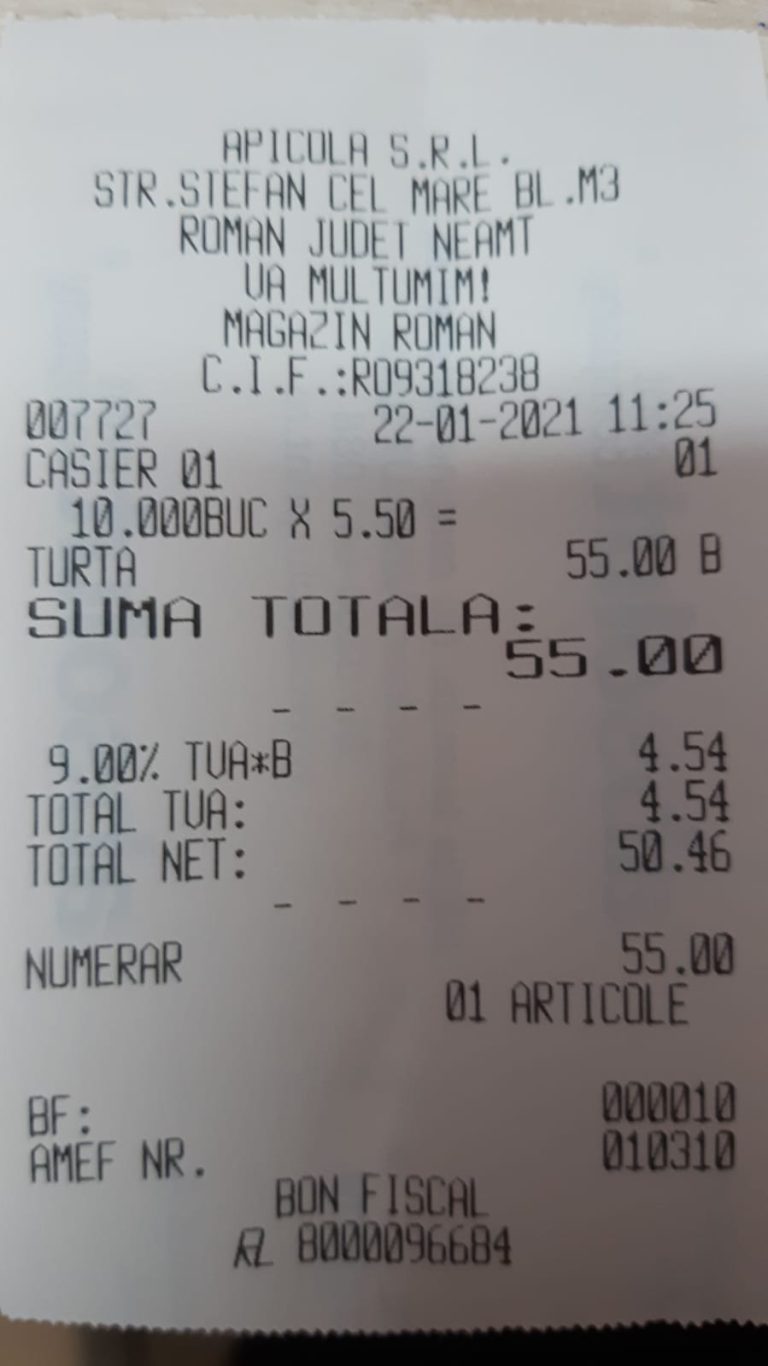 APICOLA S.R.L.
STR.STEFAN CEL MARE BL.M3
ROMAN JUDET NEAMT
VA MULTUMIM!
MAGAZIN ROMAN
C.I.F.:RO9318238
007727 22-01-2021 11:25
CASIER 01 01
10.000BUC X 5.50 =
TURTA 55.00 B
SUMA TOTALA:
55.00
- - - -
9.00% TVA*B 4.54
TOTAL TVA: 4.54
TOTAL NET: 50.46
- - - -
NUMERAR 55.00
01 ARTICOLE
BF: 000010
AMEF NR. 010310
BON FISCAL
8000096684